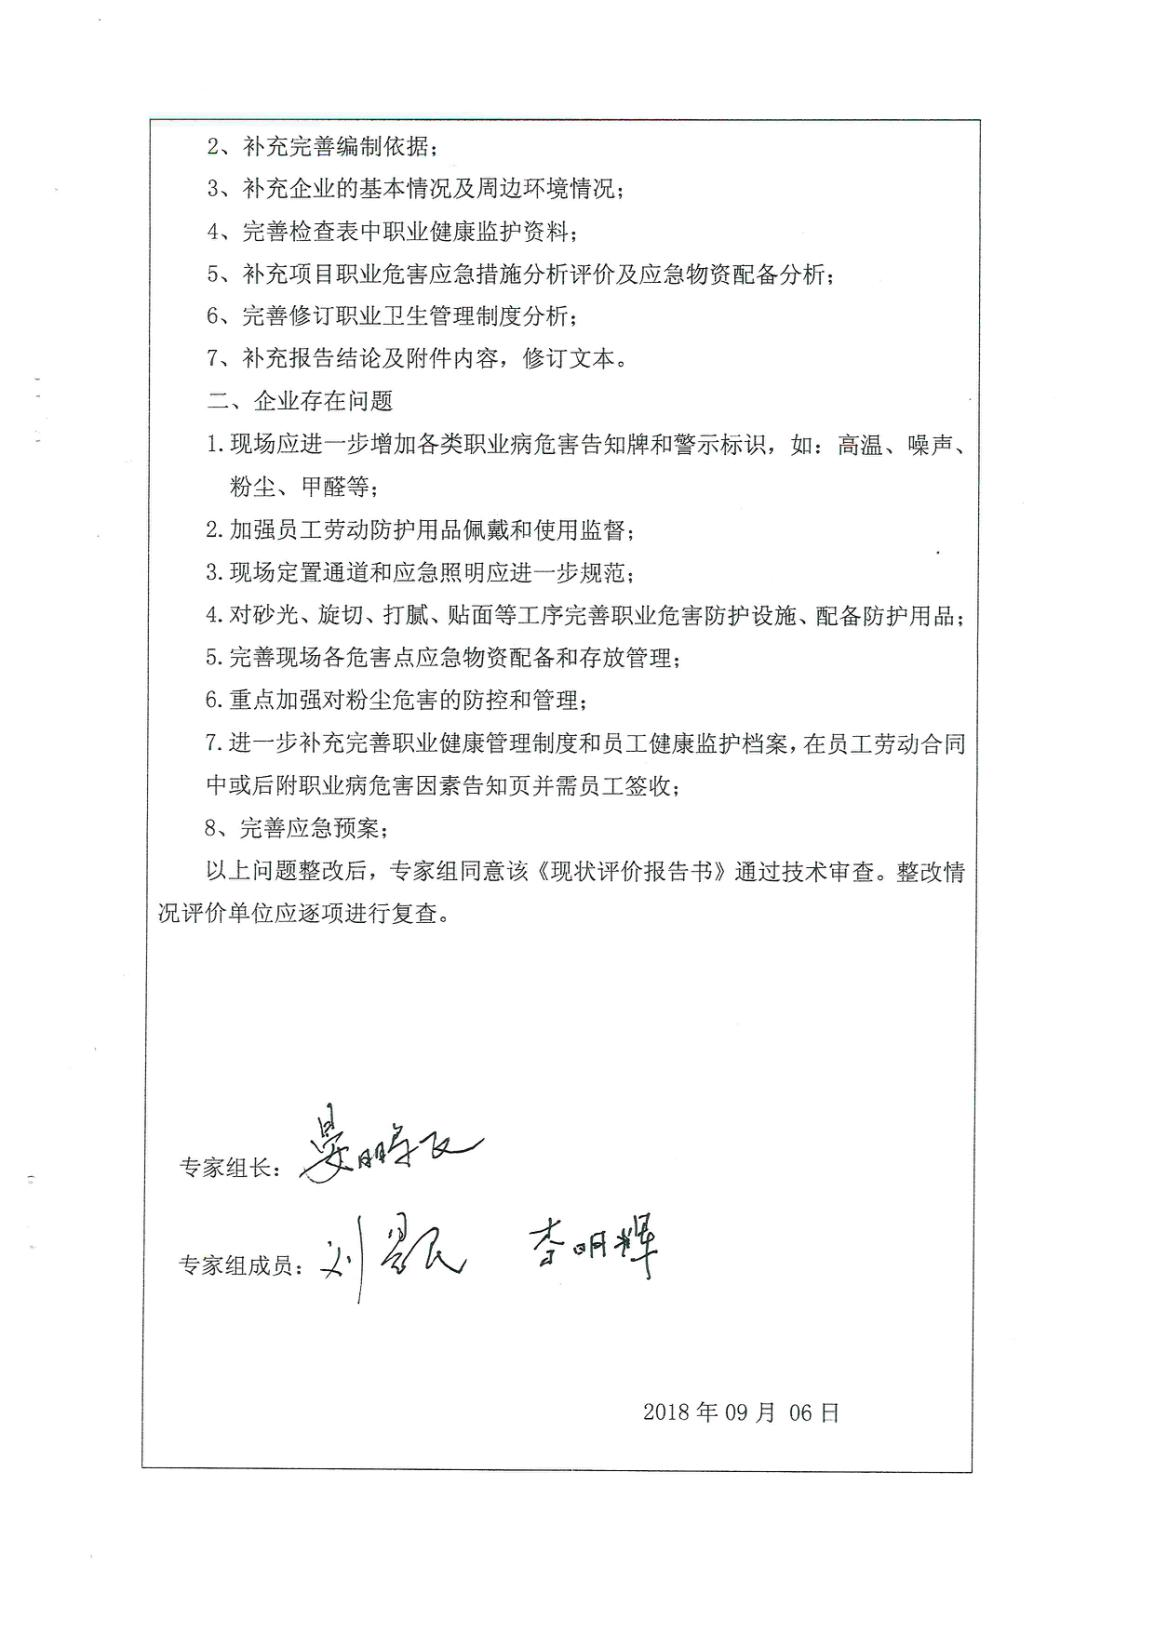 2、补充完善编制依据；
3、补充企业的基本情况及周边环境情况；
4、完善检查表中职业健康监护资料；
5、补充项目职业危害应急措施分析评价及应急物资配备分析；
6、完善修订职业卫生管理制度分析；
7、补充报告结论及附件内容，修订文本。
二、企业存在问题
1.现场应进一步增加各类职业病危害告知牌和警示标识，如：高温、噪声、
粉尘、甲醛等；
2.加强员工劳动防护用品佩戴和使用监督；
3.现场定置通道和应急照明应进一步规范；
4.对砂光、旋切、打腻、贴面等工序完善职业危害防护设施、配备防护用品；
5.完善现场各危害点应急物资配备和存放管理；
6.重点加强对粉尘危害的防控和管理；
7.进一步补充完善职业健康管理制度和员工健康监护档案，在员工劳动合同
中或后附职业病危害因素告知页并需员工签收；
8、完善应急预案；
以上问题整改后，专家组同意该《现状评价报告书》通过技术审查。整改情
况评价单位应逐项进行复查。
专家组长：
专家组成员：刘 李明辉
2018 年 09 月 06 日